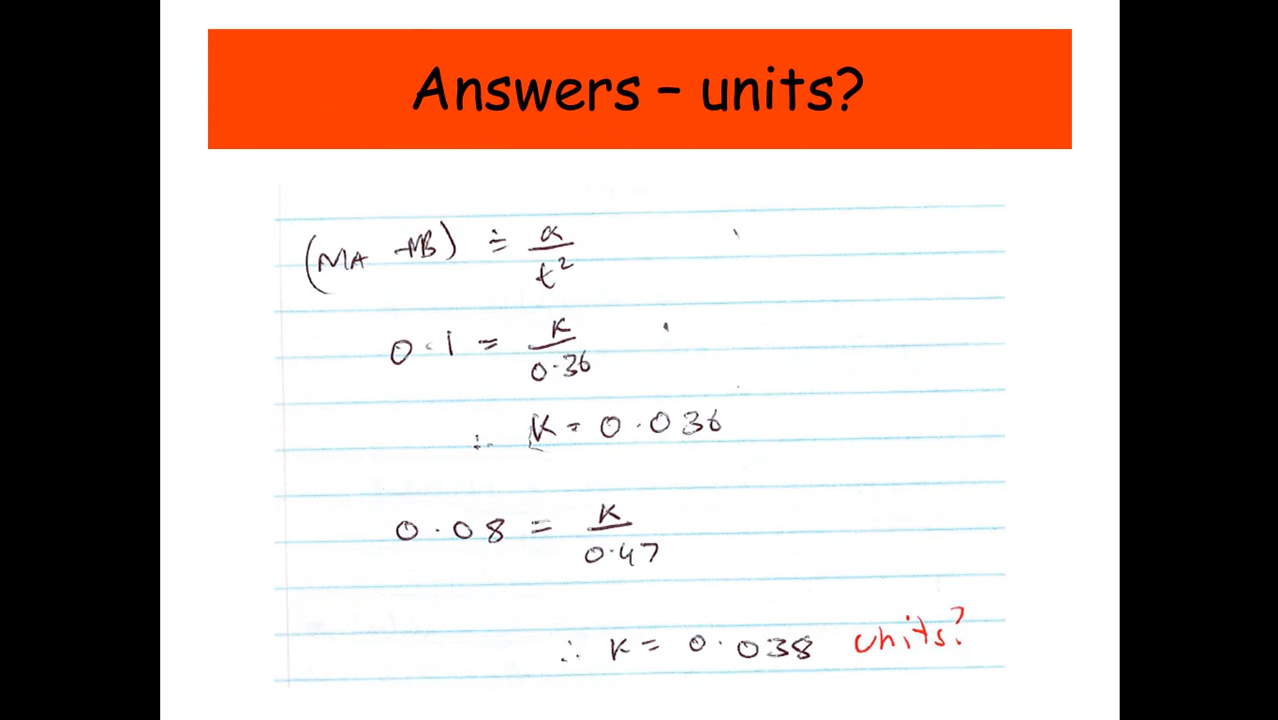 Answers – units?
(MA -MB) ≐ α/t²
0.1 = K/0.36
∴ K = 0.036
0.08 = K/0.47
∴ K = 0.038 units?